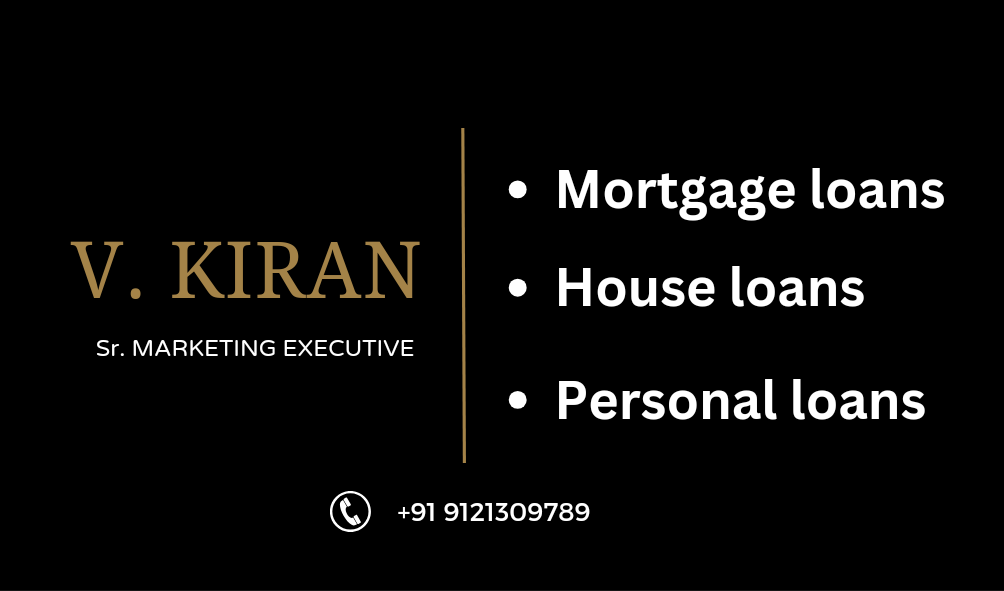 V. KIRAN
Sr. MARKETING EXECUTIVE
• Mortgage loans
• House loans
• Personal loans
+91 9121309789